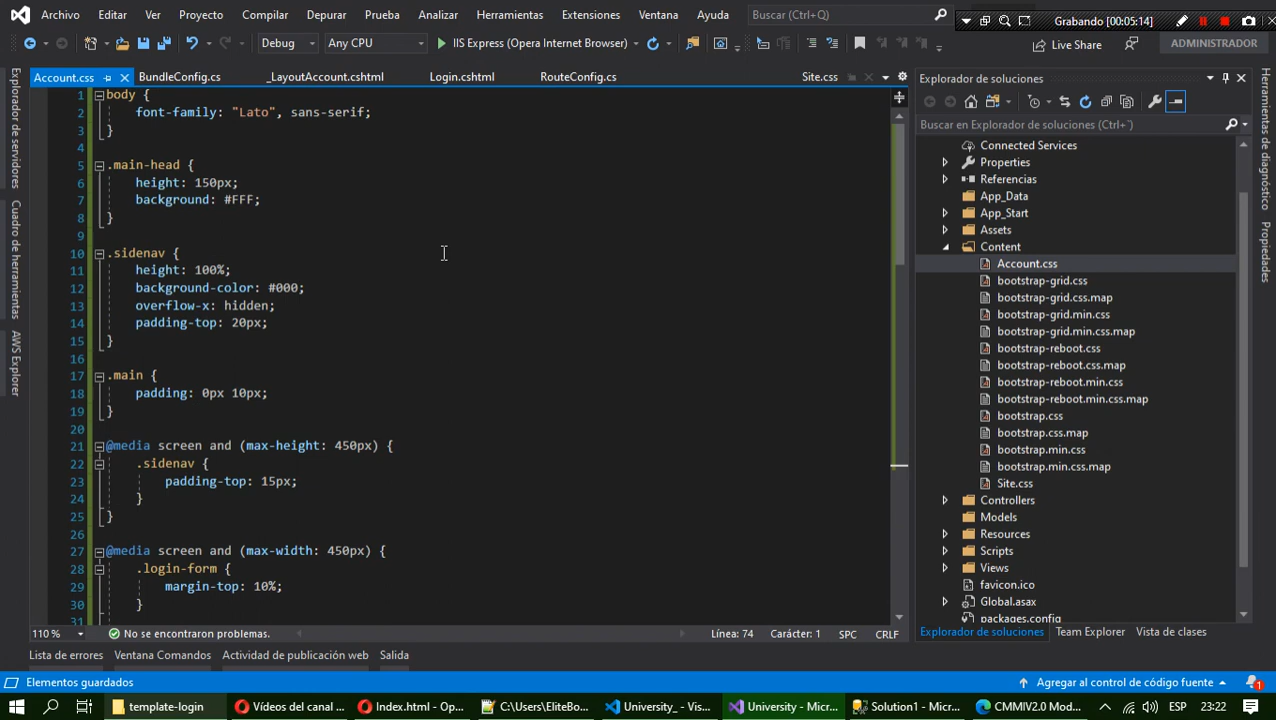 Archivo Editar Ver Proyecto Compilar Depurar Prueba Analizar Herramientas Extensiones Ventana Ayuda Buscar (Ctrl+Q) Grabando [00:05:14]
Debug Any CPU IIS Express (Opera Internet Browser) Live Share ADMINISTRADOR
Account.css BundleConfig.cs _LayoutAccount.cshtml Login.cshtml RouteConfig.cs Site.css
Explorador de servidores
Cuadro de herramientas
AWS Explorer
1 body {
2 font-family: "Lato", sans-serif;
3 }
4
5 .main-head {
6 height: 150px;
7 background: #FFF;
8 }
9
10 .sidenav {
11 height: 100%;
12 background-color: #000;
13 overflow-x: hidden;
14 padding-top: 20px;
15 }
16
17 .main {
18 padding: 0px 10px;
19 }
20
21 @media screen and (max-height: 450px) {
22 .sidenav {
23 padding-top: 15px;
24 }
25 }
26
27 @media screen and (max-width: 450px) {
28 .login-form {
29 margin-top: 10%;
30 }
31
110 % No se encontraron problemas. Línea: 74 Carácter: 1 SPC CRLF
Explorador de soluciones
Buscar en Explorador de soluciones (Ctrl+´)
Connected Services
Properties
Referencias
App_Data
App_Start
Assets
Content
Account.css
bootstrap-grid.css
bootstrap-grid.css.map
bootstrap-grid.min.css
bootstrap-grid.min.css.map
bootstrap-reboot.css
bootstrap-reboot.css.map
bootstrap-reboot.min.css
bootstrap-reboot.min.css.map
bootstrap.css
bootstrap.css.map
bootstrap.min.css
bootstrap.min.css.map
Site.css
Controllers
Models
Resources
Scripts
Views
favicon.ico
Global.asax
packages.config
Explorador de soluciones Team Explorer Vista de clases
Herramientas de diagnóstico
Propiedades
Lista de errores Ventana Comandos Actividad de publicación web Salida
Elementos guardados Agregar al control de código fuente 1
template-login Vídeos del canal ... Index.html - Op... C:\Users\EliteBo... University_ - Vis... University - Micr... Solution1 - Micr... CMMIV2.0 Mod... ESP 23:22